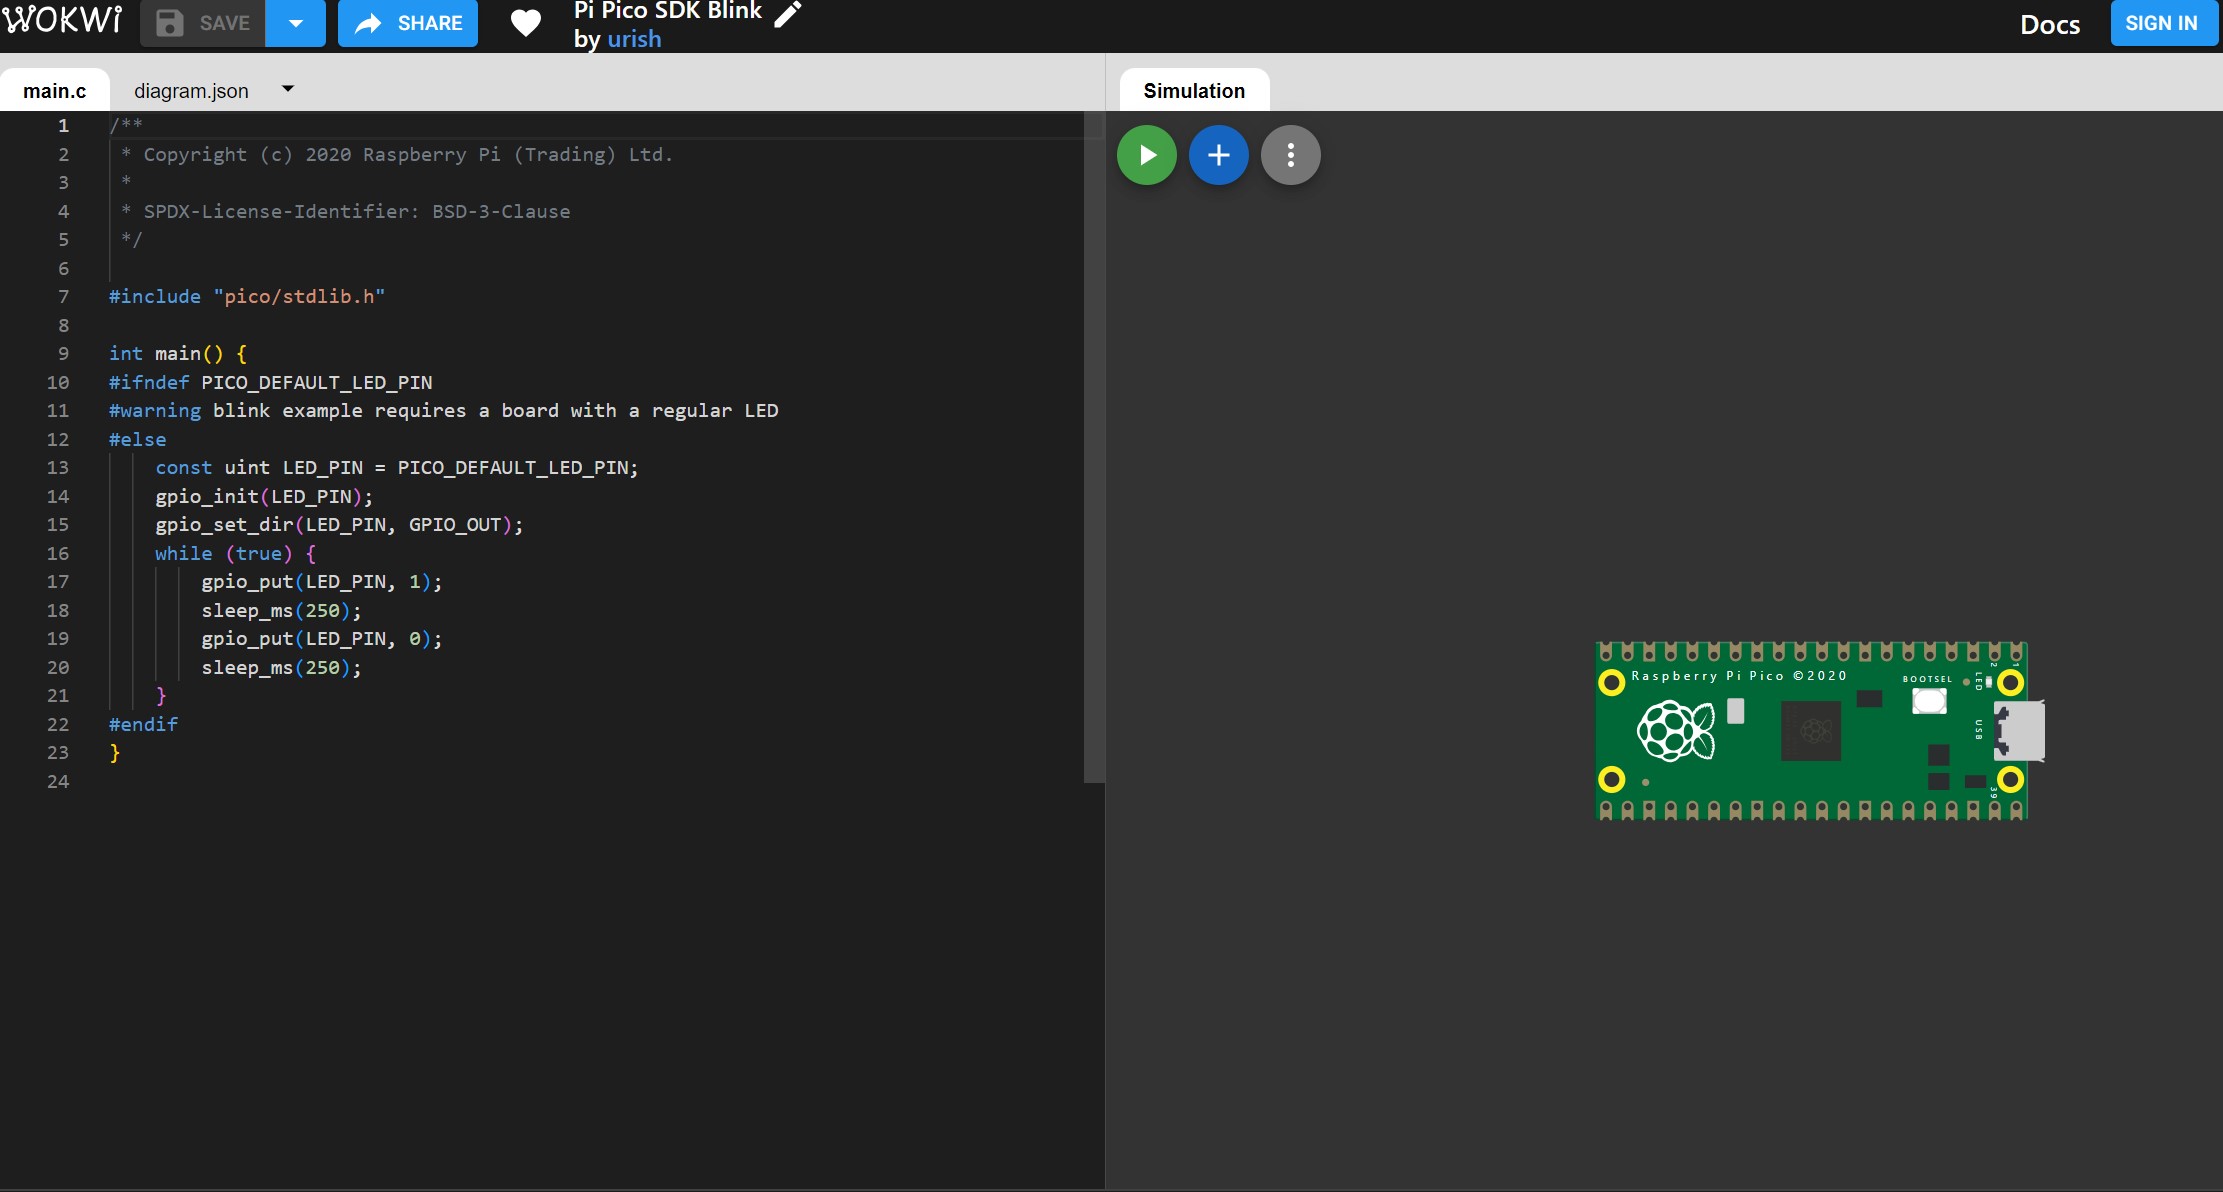 WOKWi
SAVE
SHARE
Pi Pico SDK Blink
by urish
Docs
SIGN IN
main.c
diagram.json
Simulation
1 /**
2  * Copyright (c) 2020 Raspberry Pi (Trading) Ltd.
3  *
4  * SPDX-License-Identifier: BSD-3-Clause
5  */
6
7 #include "pico/stdlib.h"
8
9 int main() {
10 #ifndef PICO_DEFAULT_LED_PIN
11 #warning blink example requires a board with a regular LED
12 #else
13     const uint LED_PIN = PICO_DEFAULT_LED_PIN;
14     gpio_init(LED_PIN);
15     gpio_set_dir(LED_PIN, GPIO_OUT);
16     while (true) {
17         gpio_put(LED_PIN, 1);
18         sleep_ms(250);
19         gpio_put(LED_PIN, 0);
20         sleep_ms(250);
21     }
22 #endif
23 }
24
Raspberry Pi Pico ©2020
BOOTSEL
LED
2
1
USB
39